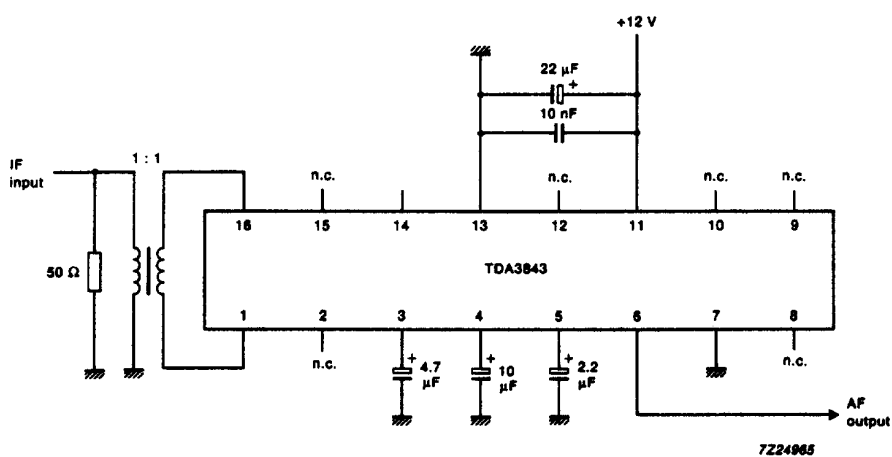 +12 V
22 µF
+
10 nF
IF
input
1 : 1
n.c.
n.c.
n.c.
n.c.
16 15 14 13 12 11 10 9
50 Ω
TDA3843
1 2 3 4 5 6 7 8
n.c.
+ 4.7
µF
+ 10
µF
+ 2.2
µF
n.c.
AF
output
7Z24965